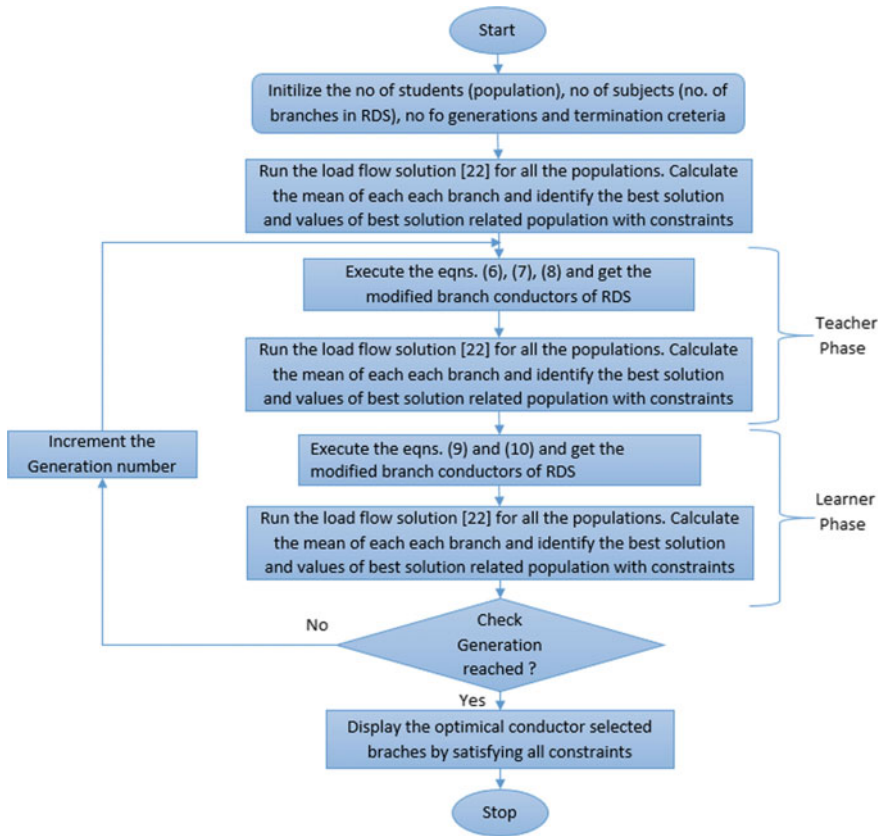 Start
Initilize the no of students (population), no of subjects (no. of
branches in RDS), no fo generations and termination creteria
Run the load flow solution [22] for all the populations. Calculate
the mean of each each branch and identify the best solution
and values of best solution related population with constraints
Execute the eqns. (6), (7), (8) and get the
modified branch conductors of RDS
Teacher
Phase
Run the load flow solution [22] for all the populations. Calculate
the mean of each each branch and identify the best solution
and values of best solution related population with constraints
Increment the
Generation number
Execute the eqns. (9) and (10) and get the
modified branch conductors of RDS
Learner
Phase
Run the load flow solution [22] for all the populations. Calculate
the mean of each each branch and identify the best solution
and values of best solution related population with constraints
No
Check
Generation
reached ?
Yes
Display the optimical conductor selected
braches by satisfying all constraints
Stop